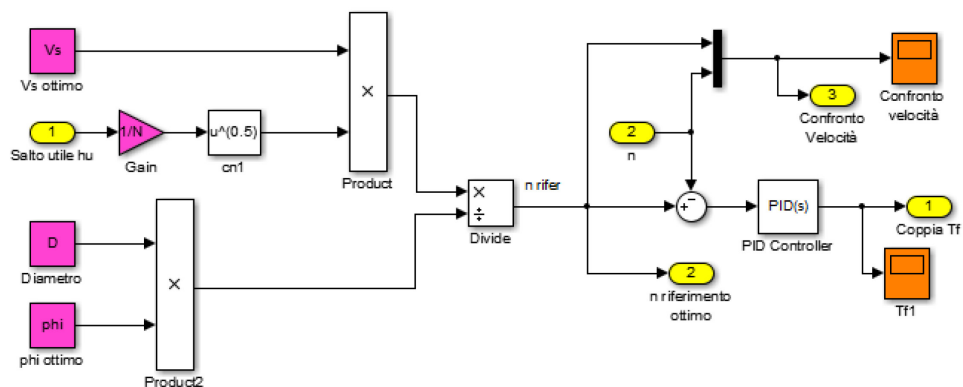 Vs
Vs ottimo
1
Salto utile hu
1/N
Gain
u^(0.5)
cn1
×
Product
D
Diametro
phi
phi ottimo
×
Product2
×
÷
Divide
n rifer
2
n
3
Confronto
Velocità
Confronto
velocità
+
−
PID(s)
PID Controller
1
Coppia Tf
Tf1
2
n riferimento
ottimo